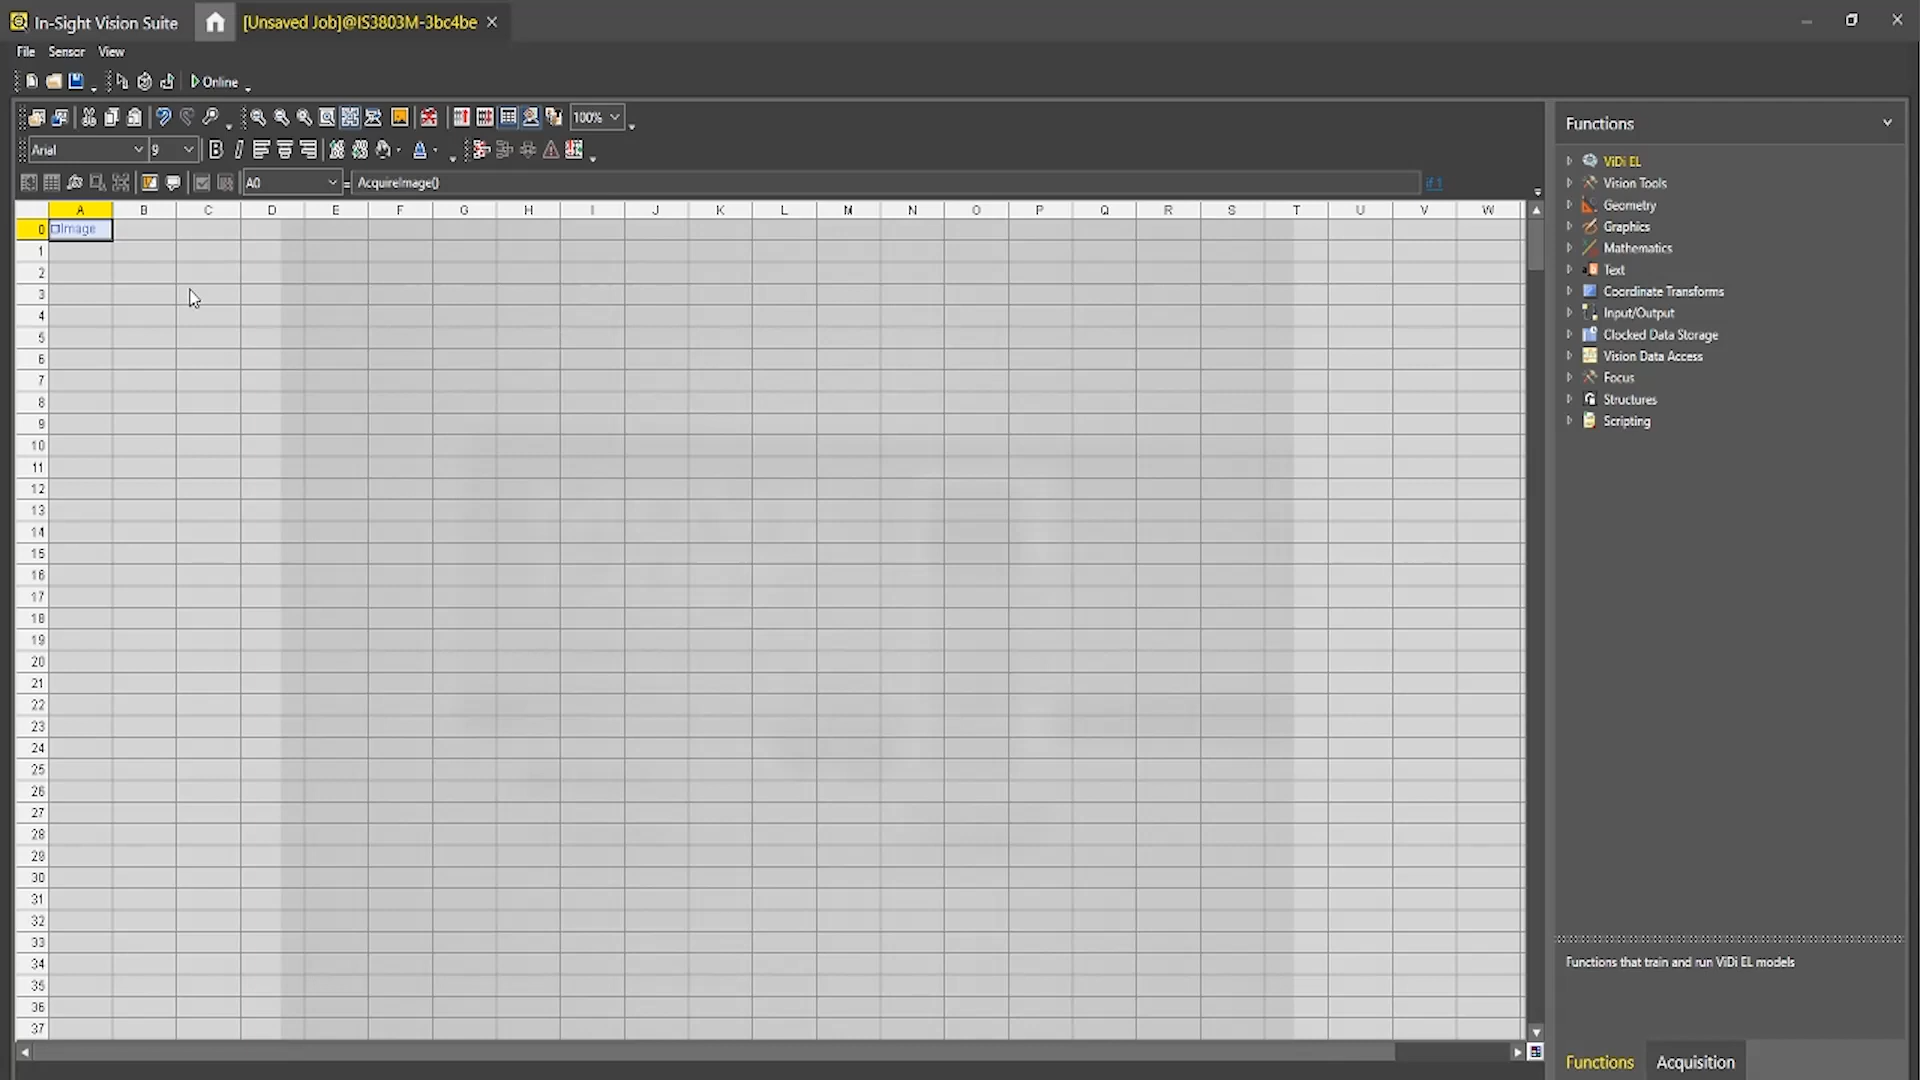 In-Sight Vision Suite
[Unsaved Job]@IS3803M-3bc4be
File Sensor View
Online
100%
Arial 9
A0 = AcquireImage() if 1
A B C D E F G H I J K L M N O P Q R S T U V W
0 Image
1
2
3
4
5
6
7
8
9
10
11
12
13
14
15
16
17
18
19
20
21
22
23
24
25
26
27
28
29
30
31
32
33
34
35
36
37
Functions
ViDi EL
Vision Tools
Geometry
Graphics
Mathematics
Text
Coordinate Transforms
Input/Output
Clocked Data Storage
Vision Data Access
Focus
Structures
Scripting
Functions that train and run ViDi EL models
Functions Acquisition